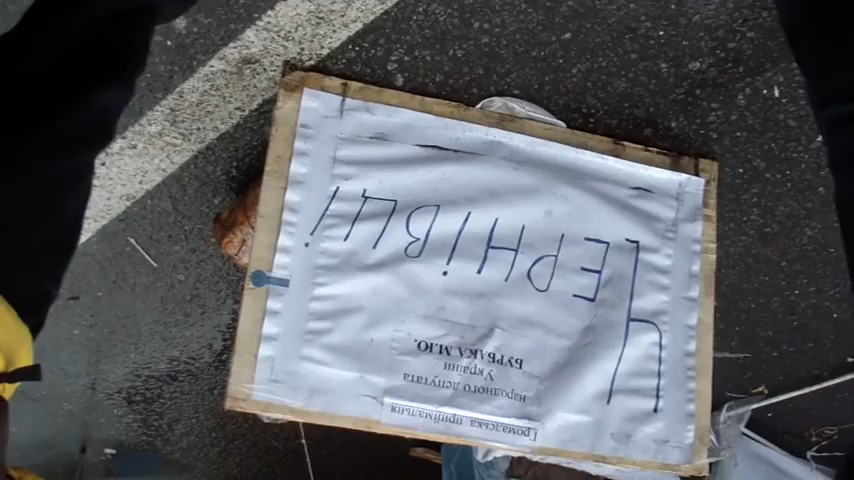 Громадська приймальня
народного депутата
України
БУРБАКА М.Ю.
ЧЕРНІВЦІ